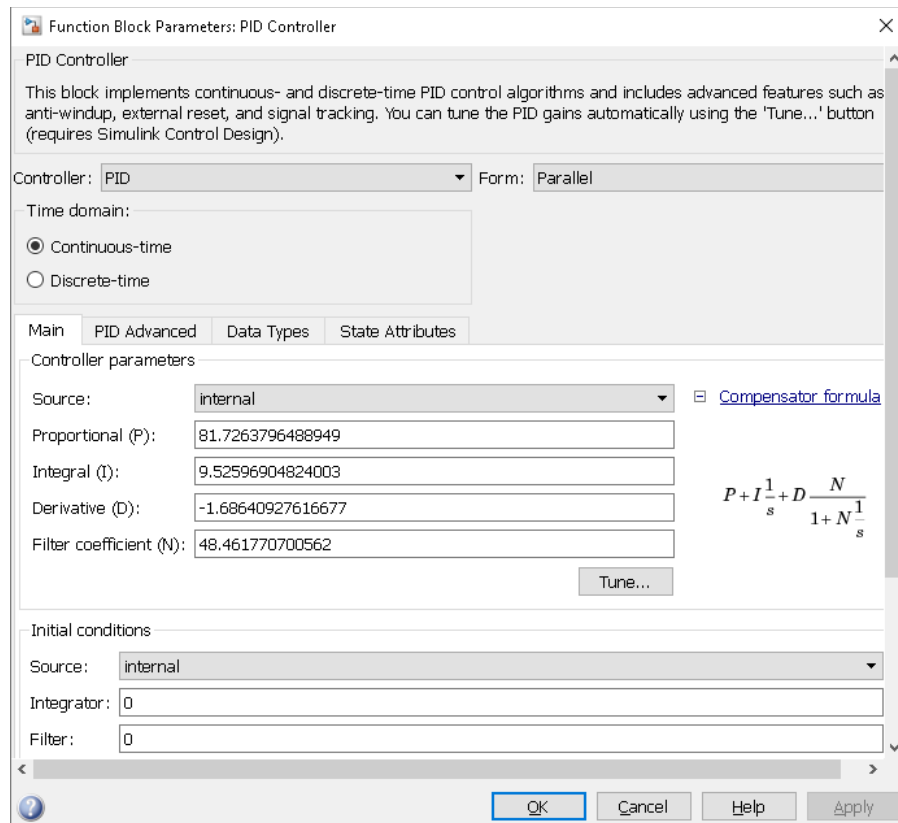 Function Block Parameters: PID Controller
PID Controller
This block implements continuous- and discrete-time PID control algorithms and includes advanced features such as
anti-windup, external reset, and signal tracking. You can tune the PID gains automatically using the 'Tune...' button
(requires Simulink Control Design).
Controller: PID Form: Parallel
Time domain:
Continuous-time
Discrete-time
Main PID Advanced Data Types State Attributes
Controller parameters
Source: internal Compensator formula
Proportional (P): 81.7263796488949
Integral (I): 9.52596904824003
Derivative (D): -1.68640927616677
Filter coefficient (N): 48.461770700562
P+I 1/s + D N/(1+N 1/s)
Tune...
Initial conditions
Source: internal
Integrator: 0
Filter: 0
OK Cancel Help Apply